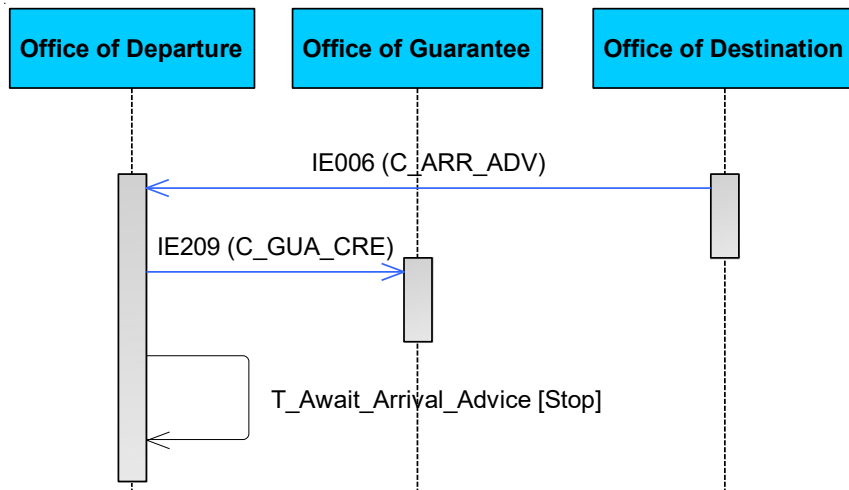 Office of Departure
Office of Guarantee
Office of Destination
IE006 (C_ARR_ADV)
IE209 (C_GUA_CRE)
T_Await_Arrival_Advice [Stop]